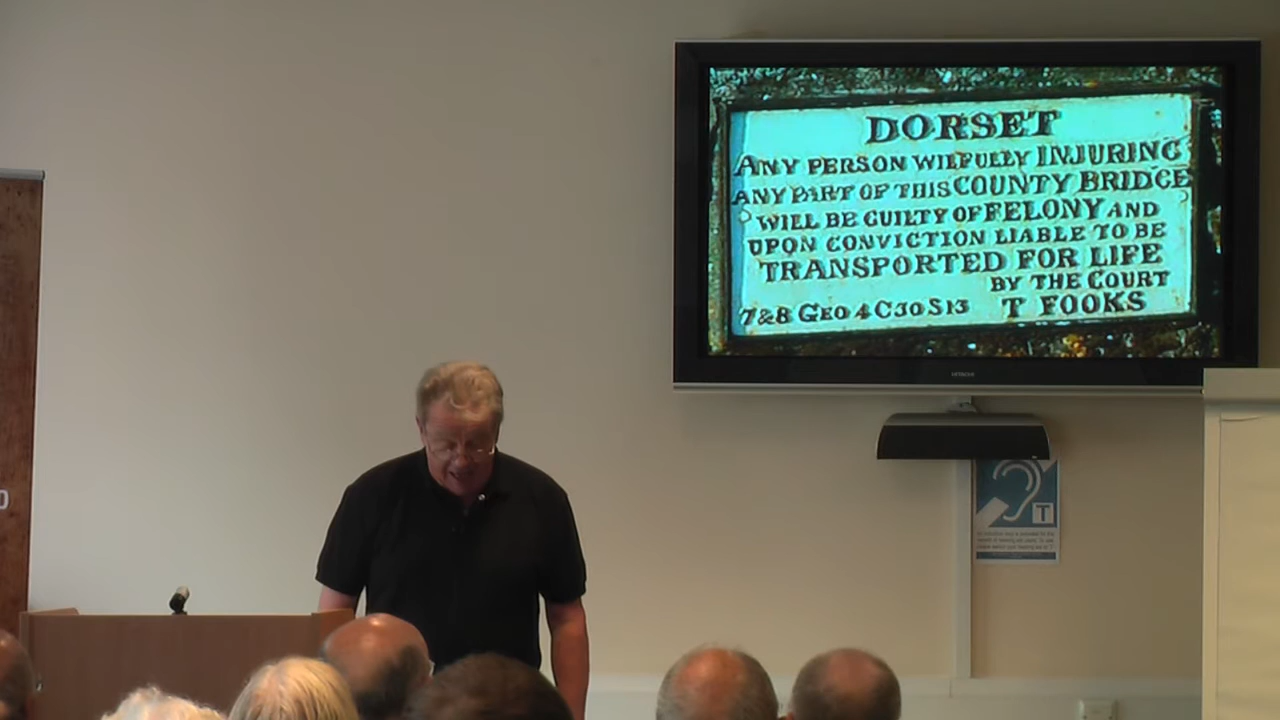 DORSET
ANY PERSON WILFULLY INJURING
ANY PART OF THIS COUNTY BRIDGE
WILL BE GUILTY OF FELONY AND
UPON CONVICTION LIABLE TO BE
TRANSPORTED FOR LIFE
BY THE COURT
7&8 GEO 4 C30 S13 T FOOKS
HITACHI
T